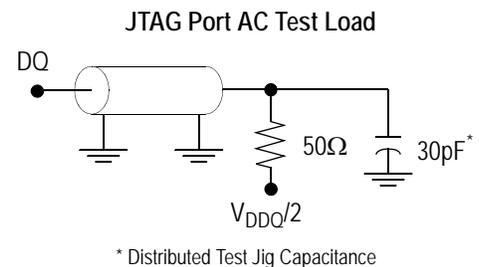 JTAG Port AC Test Load
DQ
50Ω
30pF*
VDDQ/2
* Distributed Test Jig Capacitance